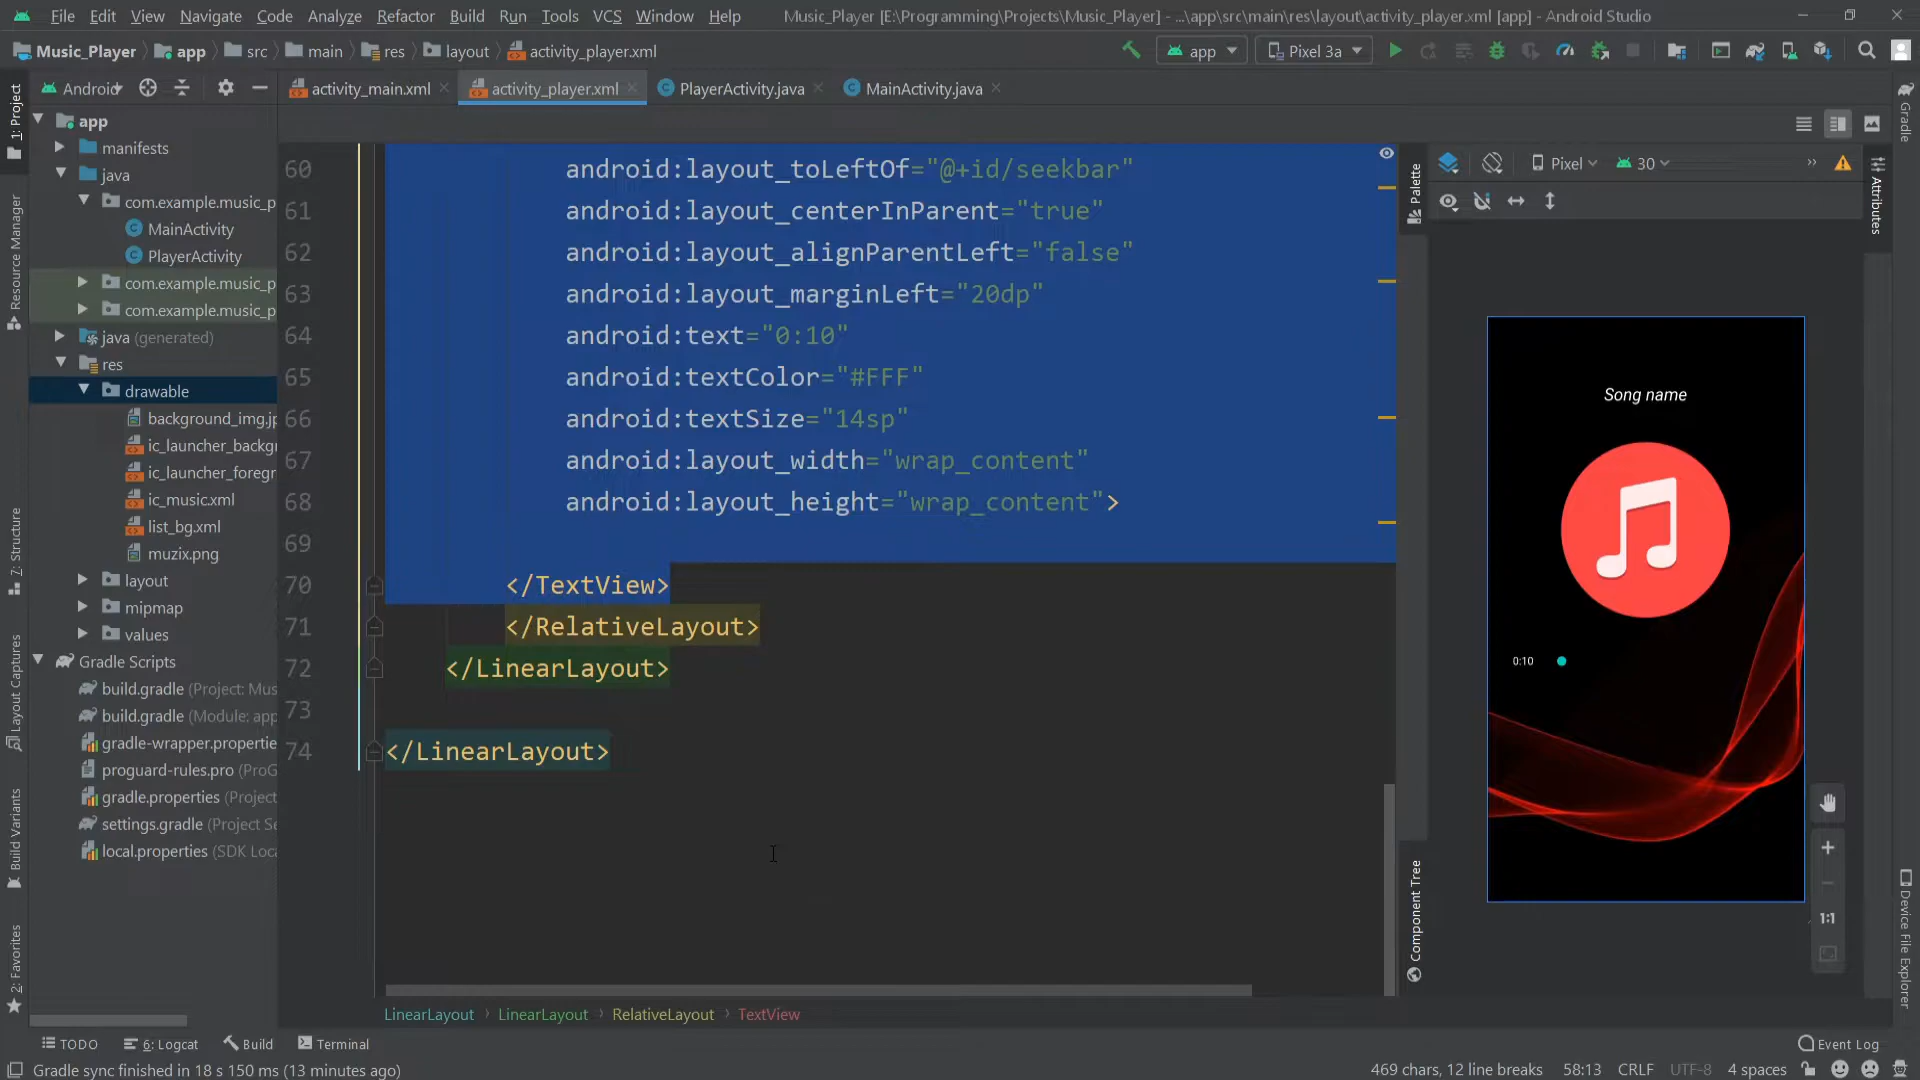 File Edit View Navigate Code Analyze Refactor Build Run Tools VCS Window Help Music_Player [E:\Programming\Projects\Music_Player] - ...\app\src\main\res\layout\activity_player.xml [app] - Android Studio
Music_Player app src main res layout activity_player.xml app Pixel 3a
Android activity_main.xml activity_player.xml PlayerActivity.java MainActivity.java
1: Project
Resource Manager
7: Structure
Layout Captures
Build Variants
2: Favorites
app
manifests
java
com.example.music_p
MainActivity
PlayerActivity
com.example.music_p
com.example.music_p
java (generated)
res
drawable
background_img.jp
ic_launcher_backgr
ic_launcher_foregr
ic_music.xml
list_bg.xml
muzix.png
layout
mipmap
values
Gradle Scripts
build.gradle (Project: Mus
build.gradle (Module: app
gradle-wrapper.propertie
proguard-rules.pro (ProG
gradle.properties (Project
settings.gradle (Project Se
local.properties (SDK Loca
60 android:layout_toLeftOf="@+id/seekbar"
61 android:layout_centerInParent="true"
62 android:layout_alignParentLeft="false"
63 android:layout_marginLeft="20dp"
64 android:text="0:10"
65 android:textColor="#FFF"
66 android:textSize="14sp"
67 android:layout_width="wrap_content"
68 android:layout_height="wrap_content">
69
70 </TextView>
71 </RelativeLayout>
72 </LinearLayout>
73
74 </LinearLayout>
LinearLayout › LinearLayout › RelativeLayout › TextView
Palette
Component Tree
Pixel 30 »
Song name
0:10
1:1
Gradle
Attributes
Device File Explorer
TODO 6: Logcat Build Terminal Event Log
Gradle sync finished in 18 s 150 ms (13 minutes ago) 469 chars, 12 line breaks 58:13 CRLF UTF-8 4 spaces